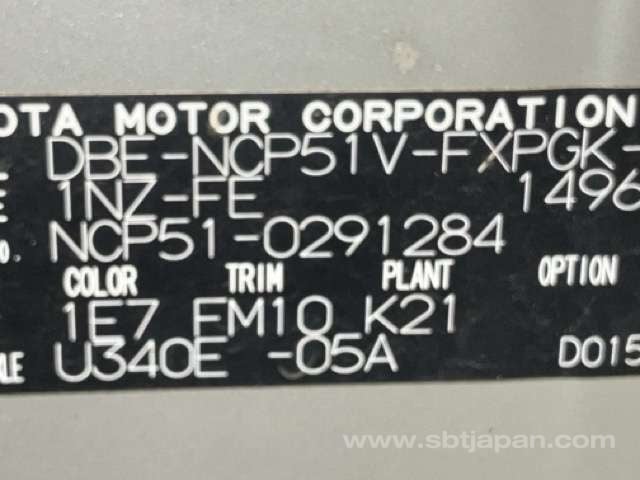 OTA MOTOR CORPORATION
DBE-NCP51V-FXPGK-
1NZ-FE 1496
NCP51-0291284
COLOR TRIM PLANT OPTION
1E7 FM10 K21
U340E -05A D015
www.sbtjapan.com